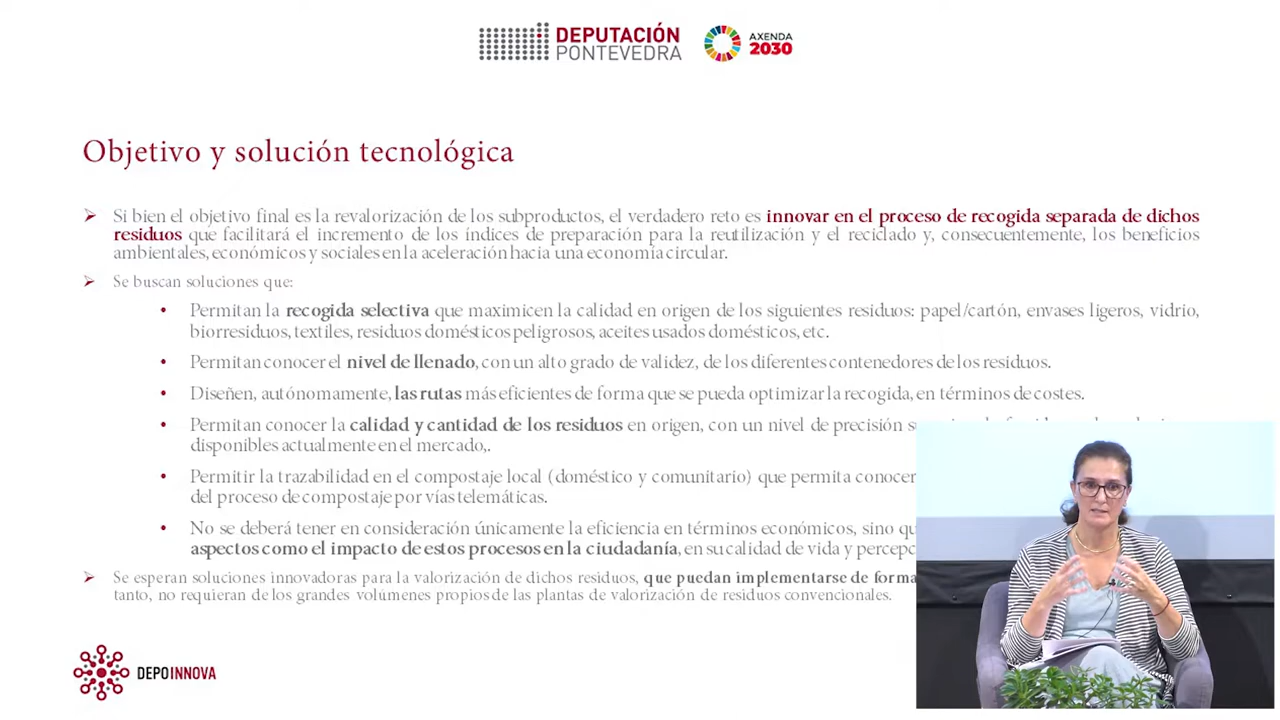 DEPUTACIÓN
PONTEVEDRA
AXENDA
2030
Objetivo y solución tecnológica
Si bien el objetivo final es la revalorización de los subproductos, el verdadero reto es innovar en el proceso de recogida separada de dichos
residuos que facilitará el incremento de los índices de preparación para la reutilización y el reciclado y, consecuentemente, los beneficios
ambientales, económicos y sociales en la aceleración hacia una economía circular.
Se buscan soluciones que:
Permitan la recogida selectiva que maximicen la calidad en origen de los siguientes residuos: papel/cartón, envases ligeros, vidrio,
biorresiduos, textiles, residuos domésticos peligrosos, aceites usados domésticos, etc.
Permitan conocer el nivel de llenado, con un alto grado de validez, de los diferentes contenedores de los residuos.
Diseñen, autónomamente, las rutas más eficientes de forma que se pueda optimizar la recogida, en términos de costes.
Permitan conocer la calidad y cantidad de los residuos en origen, con un nivel de precisión
disponibles actualmente en el mercado,.
Permitir la trazabilidad en el compostaje local (doméstico y comunitario) que permita conocer
del proceso de compostaje por vías telemáticas.
No se deberá tener en consideración únicamente la eficiencia en términos económicos, sino
aspectos como el impacto de estos procesos en la ciudadanía, en su calidad de vida y
Se esperan soluciones innovadoras para la valorización de dichos residuos, que puedan implementarse de forma
tanto, no requieran de los grandes volúmenes propios de las plantas de valorización de residuos convencionales.
DEPOINNOVA